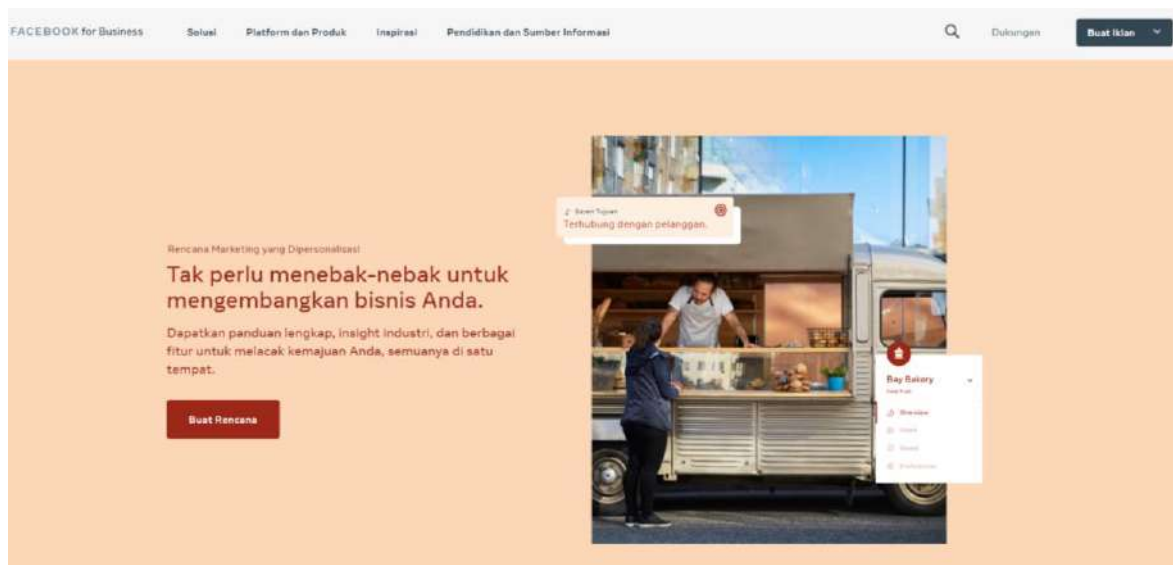 FACEBOOK for Business
Solusi
Platform dan Produk
Inspirasi
Pendidikan dan Sumber Informasi
Dukungan
Buat Iklan
Tujuan
Terhubung dengan pelanggan.
Rencana Marketing yang Dipersonalisasi
Tak perlu menebak-nebak untuk
mengembangkan bisnis Anda.
Dapatkan panduan lengkap, insight industri, dan berbagai
fitur untuk melacak kemajuan Anda, semuanya di satu
tempat.
Buat Rencana
Bay Bakery
Overview